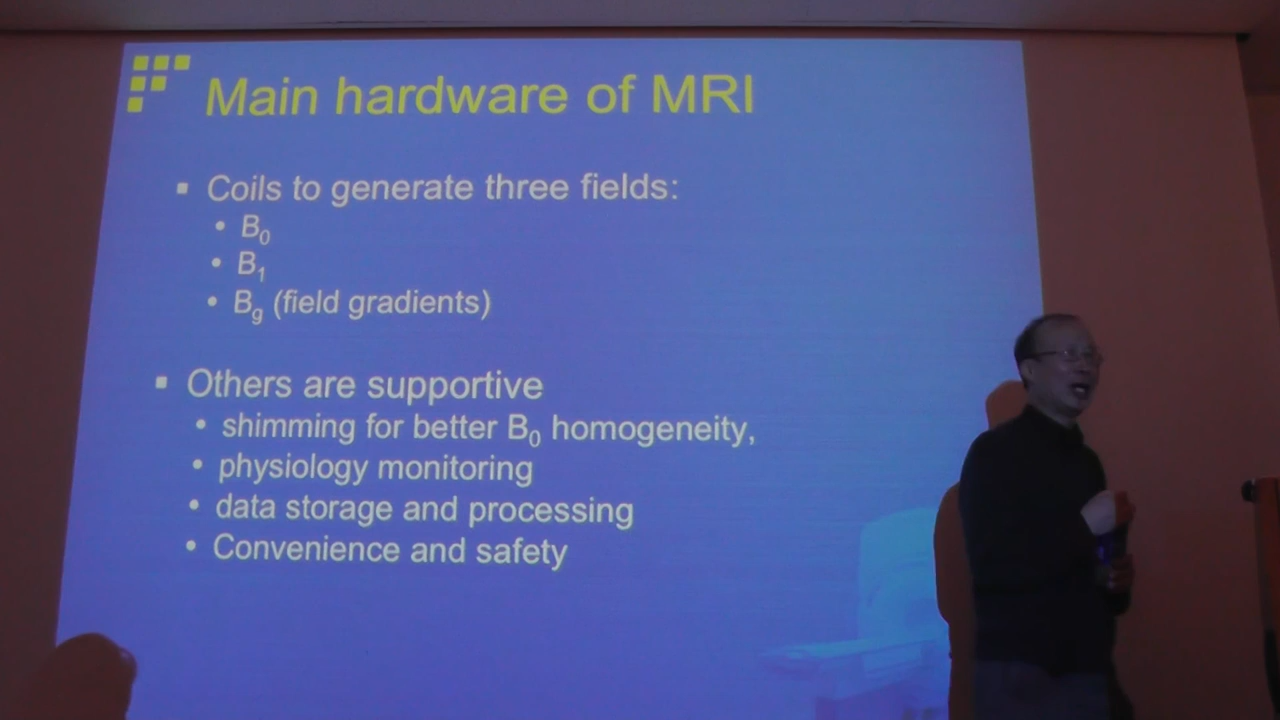 Main hardware of MRI
▪ Coils to generate three fields:
• B₀
• B₁
• Bg (field gradients)
▪ Others are supportive
• shimming for better B₀ homogeneity,
• physiology monitoring
• data storage and processing
• Convenience and safety